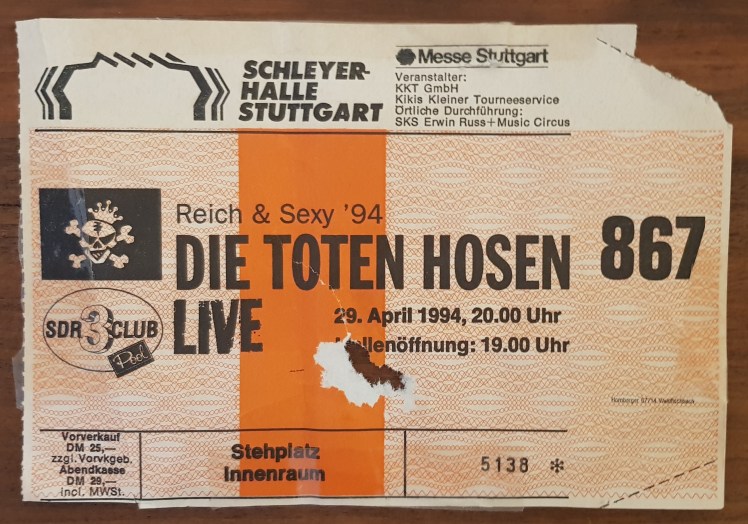 SCHLEYER-
HALLE
STUTTGART
Messe Stuttgart
Veranstalter:
KKT GmbH
Kikis Kleiner Tourneeservice
Örtliche Durchführung:
SKS Erwin Russ+Music Circus
Reich & Sexy '94
DIE TOTEN HOSEN
LIVE
867
29. April 1994, 20.00 Uhr
Hallenöffnung: 19.00 Uhr
SDR 3 CLUB
Pool
Vorverkauf
DM 25,—
zzgl. Vorvkgeb.
Abendkasse
DM 29,—
incl. MWSt.
Stehplatz
Innenraum
5138 *